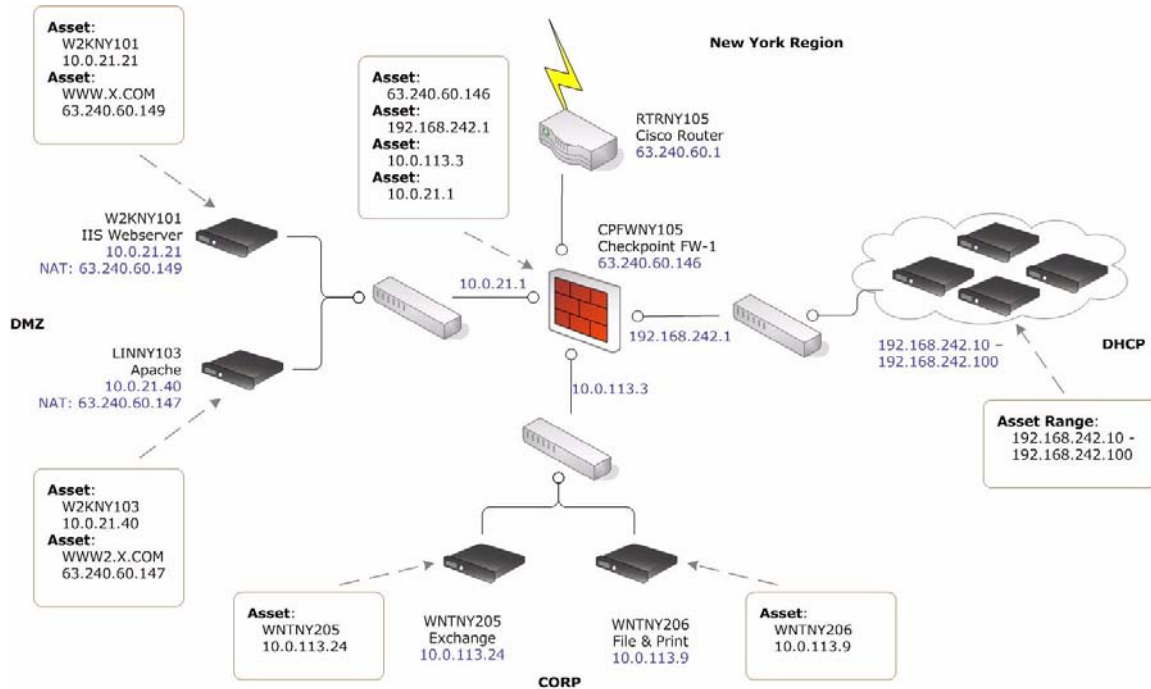 Asset:
W2KNY101
10.0.21.21
Asset:
WWW.X.COM
63.240.60.149
New York Region
Asset:
63.240.60.146
Asset:
192.168.242.1
Asset:
10.0.113.3
Asset:
10.0.21.1
RTRNY105
Cisco Router
63.240.60.1
W2KNY101
IIS Webserver
10.0.21.21
NAT: 63.240.60.149
CPFWNY105
Checkpoint FW-1
63.240.60.146
10.0.21.1
192.168.242.1
DMZ
LINNY103
Apache
10.0.21.40
NAT: 63.240.60.147
192.168.242.10 –
192.168.242.100
DHCP
10.0.113.3
Asset Range:
192.168.242.10 -
192.168.242.100
Asset:
W2KNY103
10.0.21.40
Asset:
WWW2.X.COM
63.240.60.147
Asset:
WNTNY205
10.0.113.24
WNTNY205
Exchange
10.0.113.24
WNTNY206
File & Print
10.0.113.9
Asset:
WNTNY206
10.0.113.9
CORP